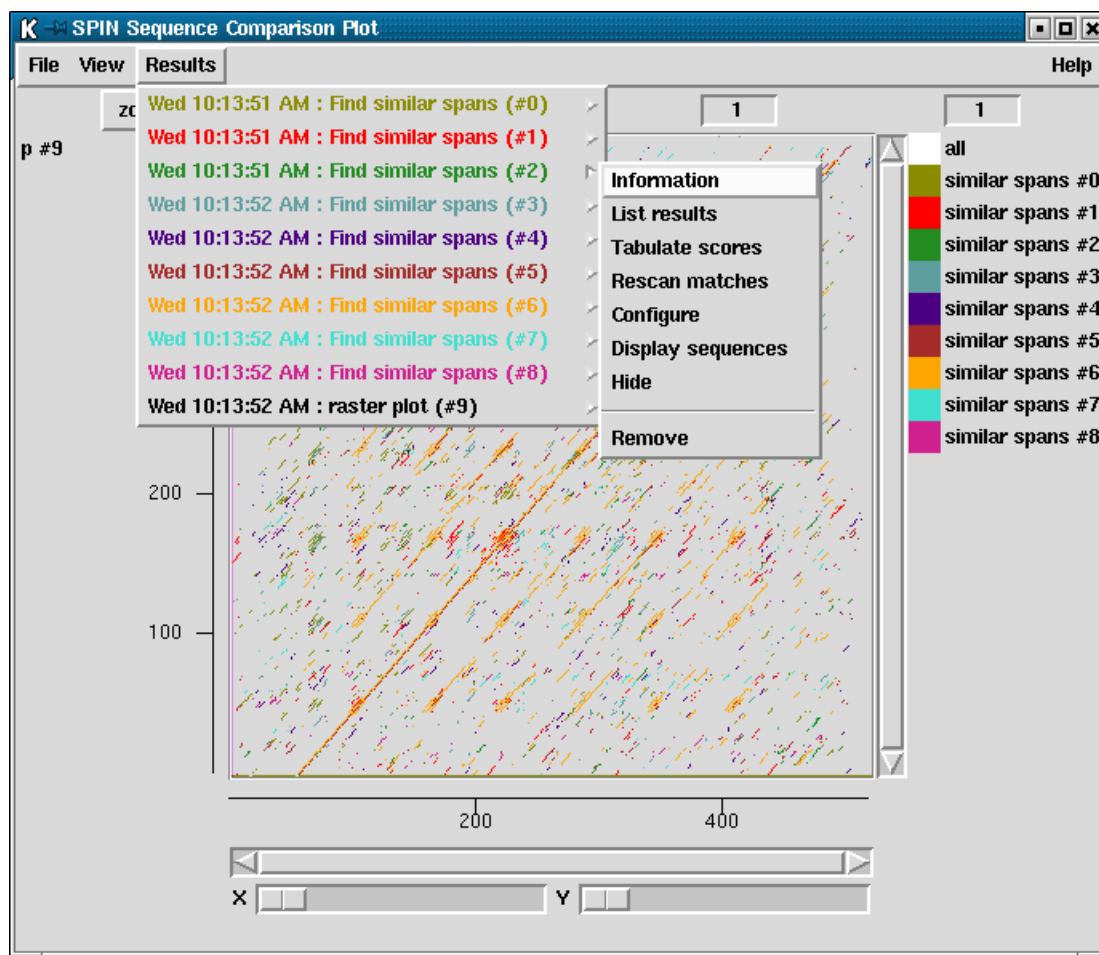 K SPIN Sequence Comparison Plot
File View Results Help
1 1
p #9
Wed 10:13:51 AM : Find similar spans (#0)
Wed 10:13:51 AM : Find similar spans (#1)
Wed 10:13:51 AM : Find similar spans (#2)
Wed 10:13:52 AM : Find similar spans (#3)
Wed 10:13:52 AM : Find similar spans (#4)
Wed 10:13:52 AM : Find similar spans (#5)
Wed 10:13:52 AM : Find similar spans (#6)
Wed 10:13:52 AM : Find similar spans (#7)
Wed 10:13:52 AM : Find similar spans (#8)
Wed 10:13:52 AM : raster plot (#9)
Information
List results
Tabulate scores
Rescan matches
Configure
Display sequences
Hide
Remove
all
similar spans #0
similar spans #1
similar spans #2
similar spans #3
similar spans #4
similar spans #5
similar spans #6
similar spans #7
similar spans #8
200
100
200 400
X Y